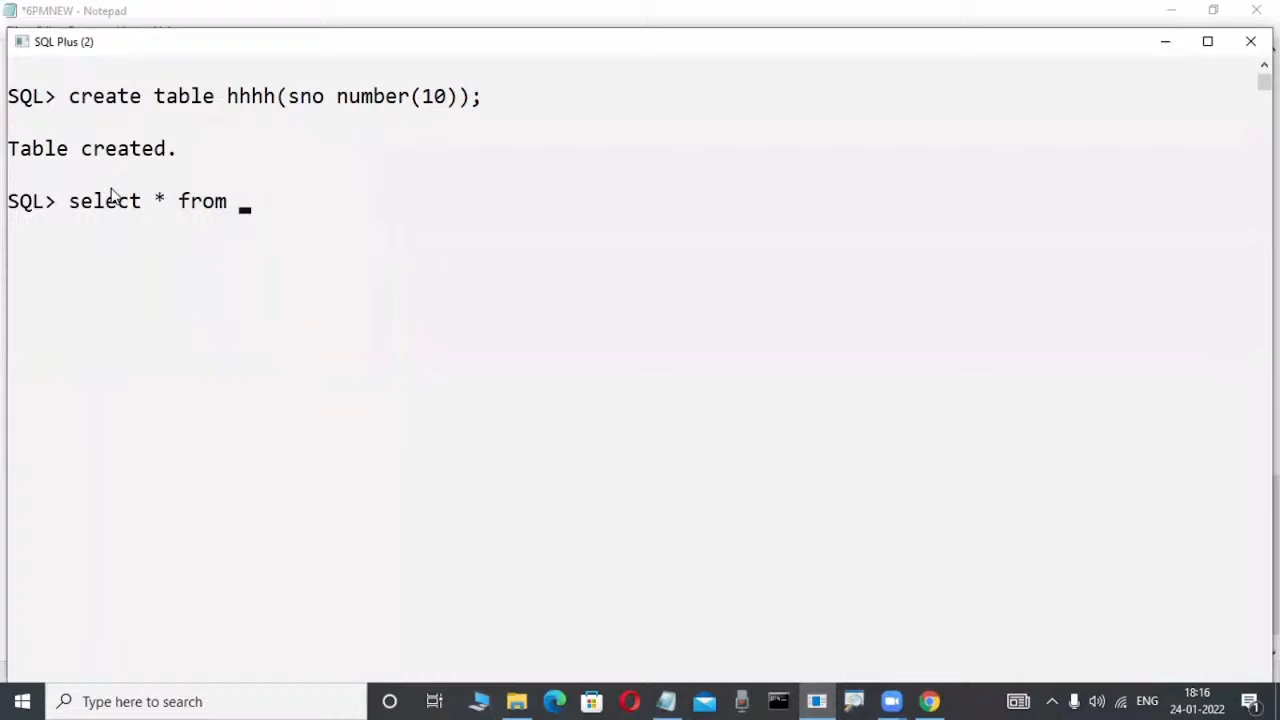 *6PMNEW - Notepad
SQL Plus (2)
SQL> create table hhhh(sno number(10));
Table created.
SQL> select * from
Type here to search
ENG
18:16
24-01-2022
1